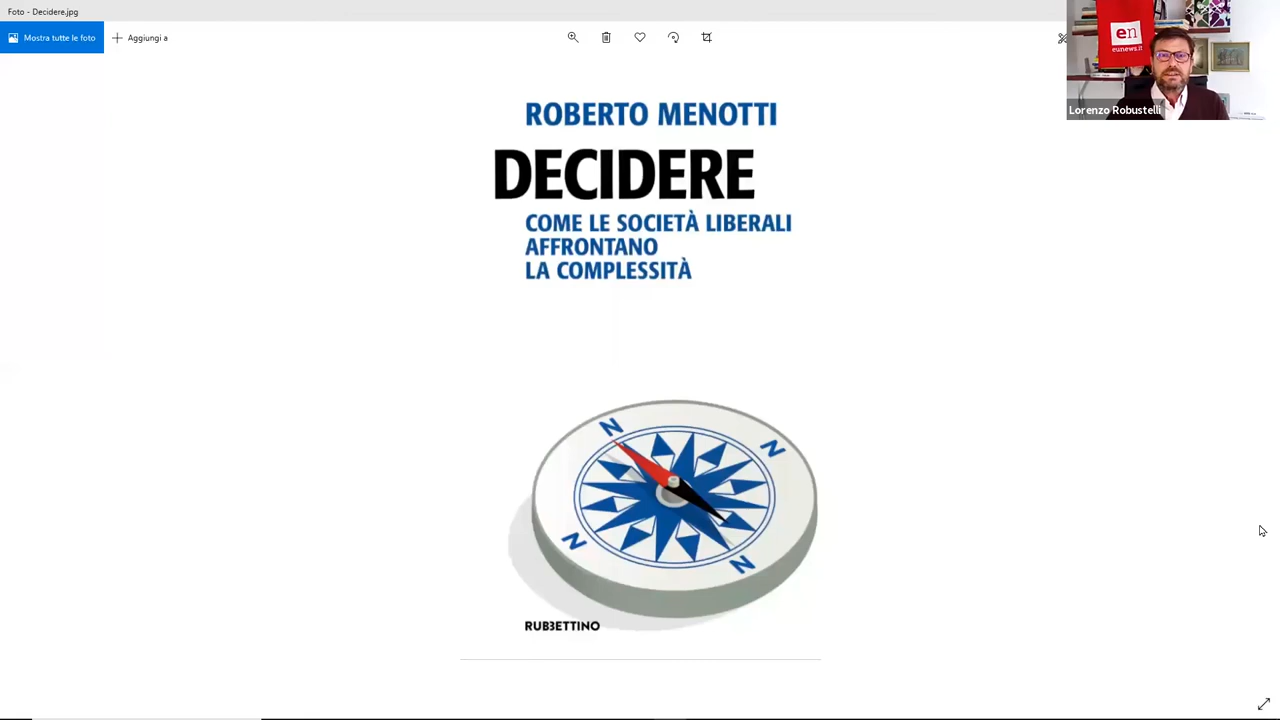 Foto - Decidere.jpg
Mostra tutte le foto
Aggiungi a
en
eunews.it
Lorenzo Robustelli
ROBERTO MENOTTI
DECIDERE
COME LE SOCIETÀ LIBERALI
AFFRONTANO
LA COMPLESSITÀ
N
N
N
N
RUBBETTINO